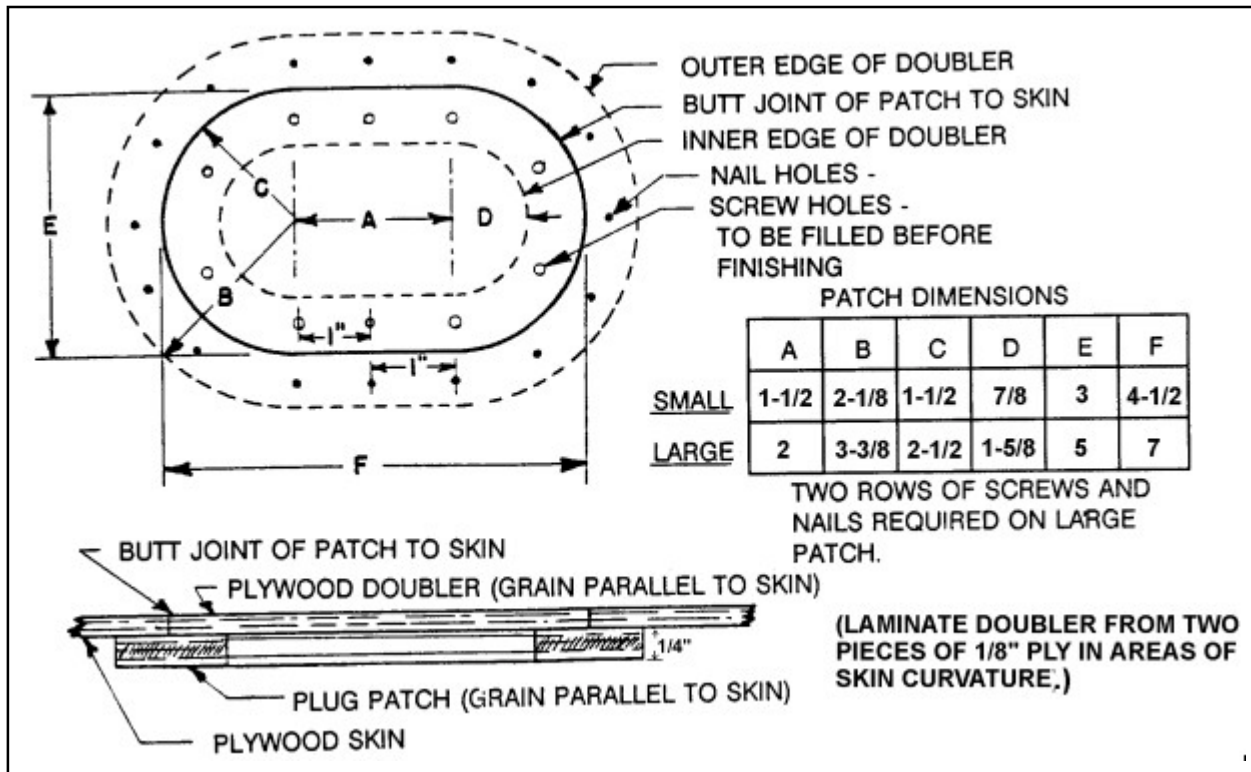 OUTER EDGE OF DOUBLER
BUTT JOINT OF PATCH TO SKIN
INNER EDGE OF DOUBLER
NAIL HOLES -
SCREW HOLES -
TO BE FILLED BEFORE
FINISHING
E
C
A
D
B
1"
1"
F
PATCH DIMENSIONS
A B C D E F
SMALL 1-1/2 2-1/8 1-1/2 7/8 3 4-1/2
LARGE 2 3-3/8 2-1/2 1-5/8 5 7
TWO ROWS OF SCREWS AND
NAILS REQUIRED ON LARGE
PATCH.
BUTT JOINT OF PATCH TO SKIN
PLYWOOD DOUBLER (GRAIN PARALLEL TO SKIN)
1/4"
PLUG PATCH (GRAIN PARALLEL TO SKIN)
PLYWOOD SKIN
(LAMINATE DOUBLER FROM TWO
PIECES OF 1/8" PLY IN AREAS OF
SKIN CURVATURE.)